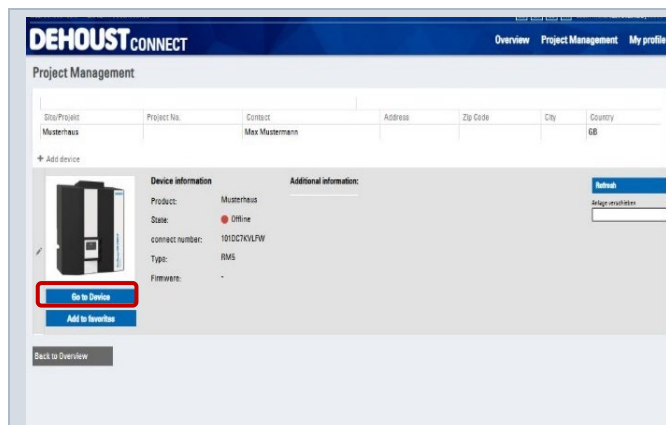 DEHOUST CONNECT
Overview Project Management My profile
Project Management
Site/Projekt Project No. Contact Address Zip Code City Country
Musterhaus Max Mustermann GB
+ Add device
Device information Additional information:
Product: Musterhaus
State: Offline
connect number: 101DC7KVLFW
Type: RMS
Firmware: -
Refresh
Anlage verschieben
Go to Device
Add to favorites
Back to Overview